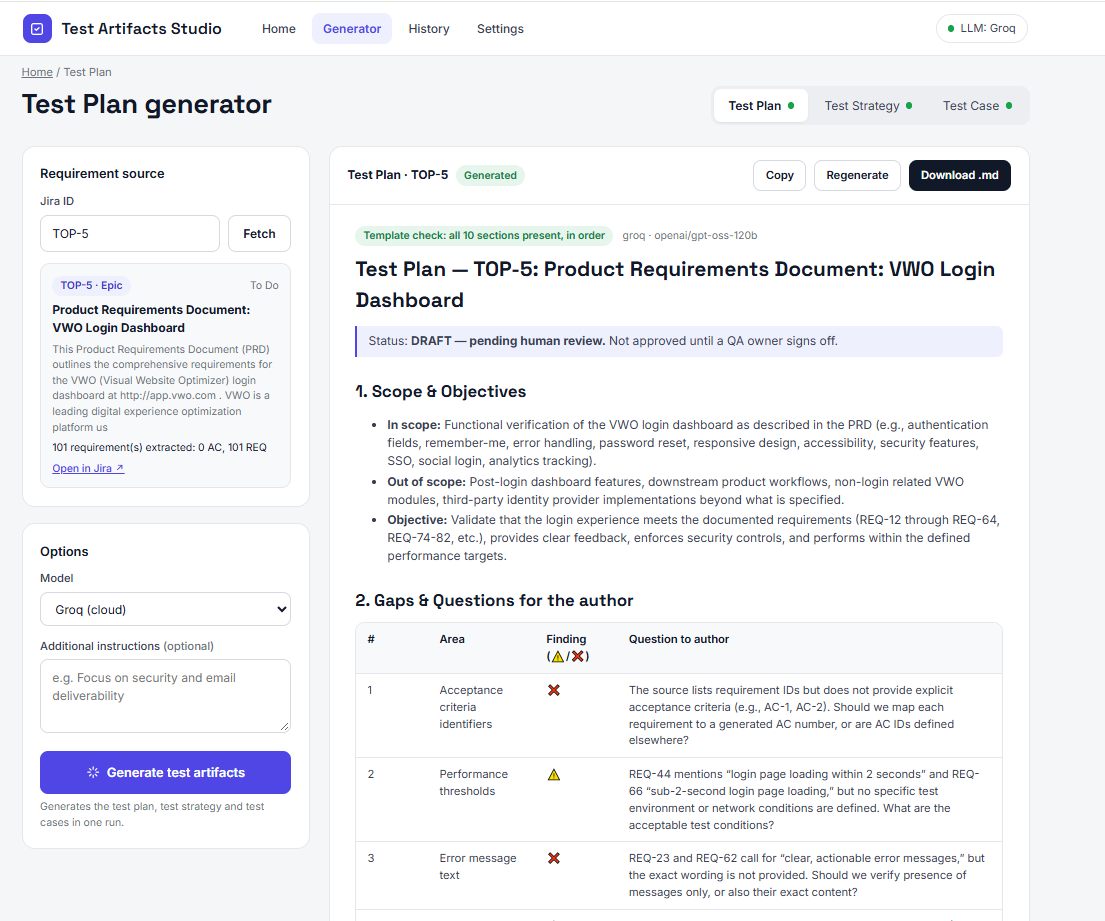 Test Artifacts Studio
Home
Generator
History
Settings
LLM: Groq
Home / Test Plan
Test Plan generator
Test Plan
Test Strategy
Test Case
Requirement source
Jira ID
TOP-5
Fetch
TOP-5 · Epic
To Do
Product Requirements Document:
VWO Login Dashboard
This Product Requirements Document (PRD)
outlines the comprehensive requirements for
the VWO (Visual Website Optimizer) login
dashboard at http://app.vwo.com . VWO is a
leading digital experience optimization
platform us
101 requirement(s) extracted: 0 AC, 101 REQ
Open in Jira ↗
Options
Model
Groq (cloud)
Additional instructions (optional)
e.g. Focus on security and email
deliverability
Generate test artifacts
Generates the test plan, test strategy and test
cases in one run.
Test Plan · TOP-5
Generated
Copy
Regenerate
Download .md
Template check: all 10 sections present, in order
groq · openai/gpt-oss-120b
Test Plan — TOP-5: Product Requirements Document: VWO Login
Dashboard
Status: DRAFT — pending human review. Not approved until a QA owner signs off.
1. Scope & Objectives
• In scope: Functional verification of the VWO login dashboard as described in the PRD (e.g., authentication
fields, remember-me, error handling, password reset, responsive design, accessibility, security features,
SSO, social login, analytics tracking).
• Out of scope: Post-login dashboard features, downstream product workflows, non-login related VWO
modules, third-party identity provider implementations beyond what is specified.
• Objective: Validate that the login experience meets the documented requirements (REQ-12 through REQ-64,
REQ-74-82, etc.), provides clear feedback, enforces security controls, and performs within the defined
performance targets.
2. Gaps & Questions for the author
#
Area
Finding
(⚠/❌)
Question to author
1
Acceptance
criteria
identifiers
❌
The source lists requirement IDs but does not provide explicit
acceptance criteria (e.g., AC-1, AC-2). Should we map each
requirement to a generated AC number, or are AC IDs defined
elsewhere?
2
Performance
thresholds
⚠
REQ-44 mentions “login page loading within 2 seconds” and REQ-
66 “sub-2-second login page loading,” but no specific test
environment or network conditions are defined. What are the
acceptable test conditions?
3
Error message
text
❌
REQ-23 and REQ-62 call for “clear, actionable error messages,” but
the exact wording is not provided. Should we verify presence of
messages only, or also their exact content?